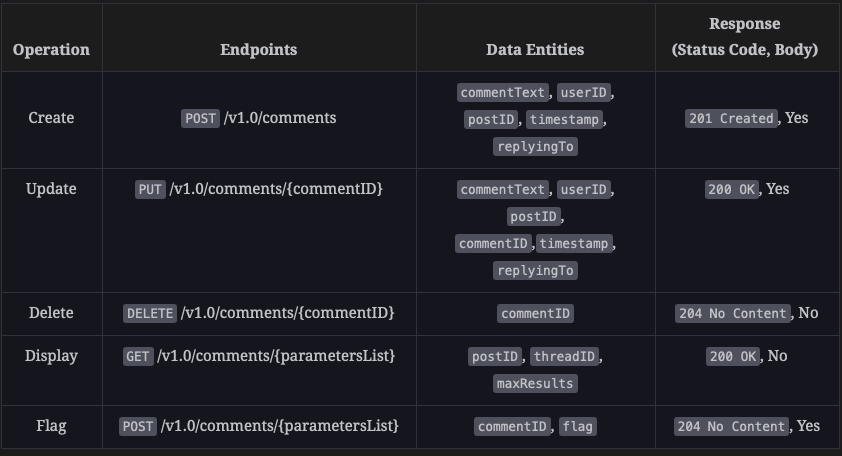 Operation
Endpoints
Data Entities
Response
(Status Code, Body)
Create
POST /v1.0/comments
commentText, userID,
postID, timestamp,
replyingTo
201 Created, Yes
Update
PUT /v1.0/comments/{commentID}
commentText, userID,
postID,
commentID,timestamp,
replyingTo
200 OK, Yes
Delete
DELETE /v1.0/comments/{commentID}
commentID
204 No Content, No
Display
GET /v1.0/comments/{parametersList}
postID, threadID,
maxResults
200 OK, No
Flag
POST /v1.0/comments/{parametersList}
commentID, flag
204 No Content, Yes